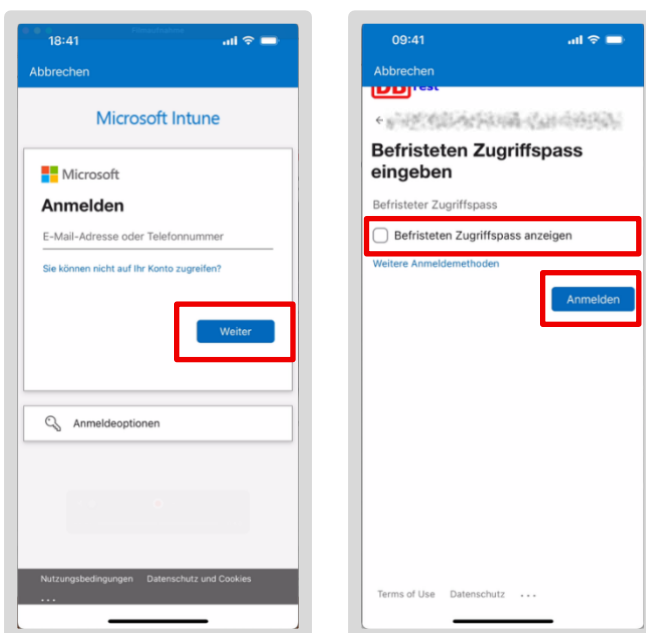 18:41
Abbrechen
Microsoft Intune
Microsoft
Anmelden
E-Mail-Adresse oder Telefonnummer
Sie können nicht auf Ihr Konto zugreifen?
Weiter
Anmeldeoptionen
Nutzungsbedingungen Datenschutz und Cookies
...
09:41
Abbrechen
DB Test
Befristeten Zugriffspass
eingeben
Befristeter Zugriffspass
Befristeten Zugriffspass anzeigen
Weitere Anmeldemethoden
Anmelden
Terms of Use Datenschutz ...